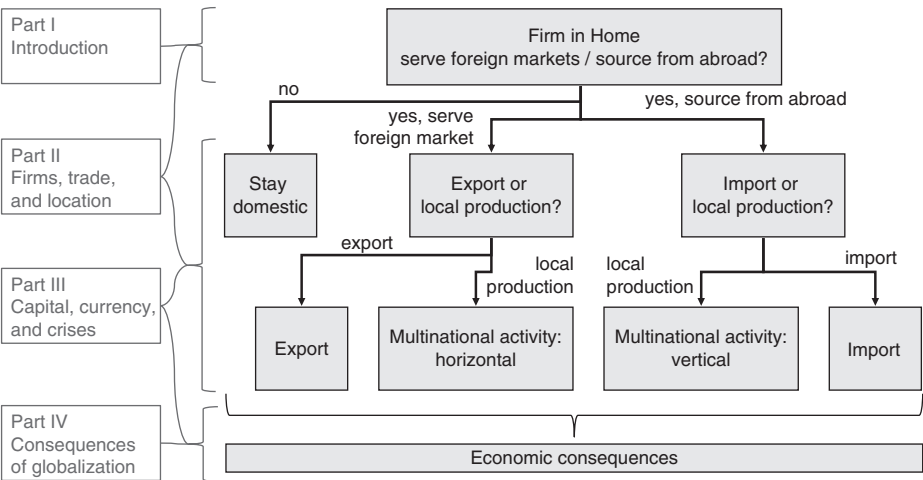 Part I
Introduction
Part II
Firms, trade,
and location
Part III
Capital, currency,
and crises
Part IV
Consequences
of globalization
Firm in Home
serve foreign markets / source from abroad?
no
yes, serve
foreign market
yes, source from abroad
Stay
domestic
Export or
local production?
Import or
local production?
export
local
production
local
production
import
Export
Multinational activity:
horizontal
Multinational activity:
vertical
Import
Economic consequences